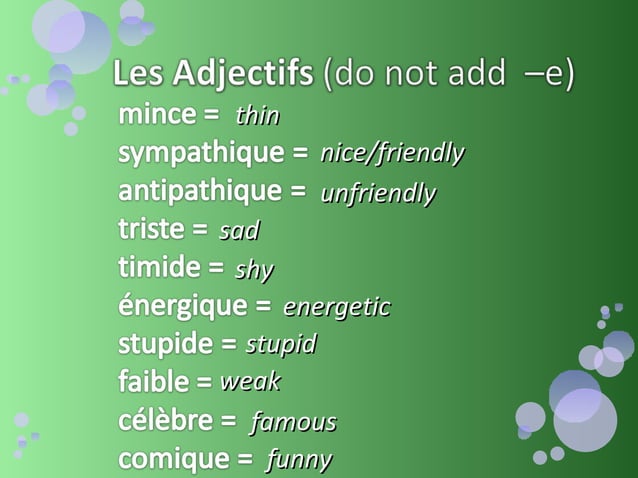 Les Adjectifs (do not add –e)
mince = thin
sympathique = nice/friendly
antipathique = unfriendly
triste = sad
timide = shy
énergique = energetic
stupide = stupid
faible = weak
célèbre = famous
comique = funny